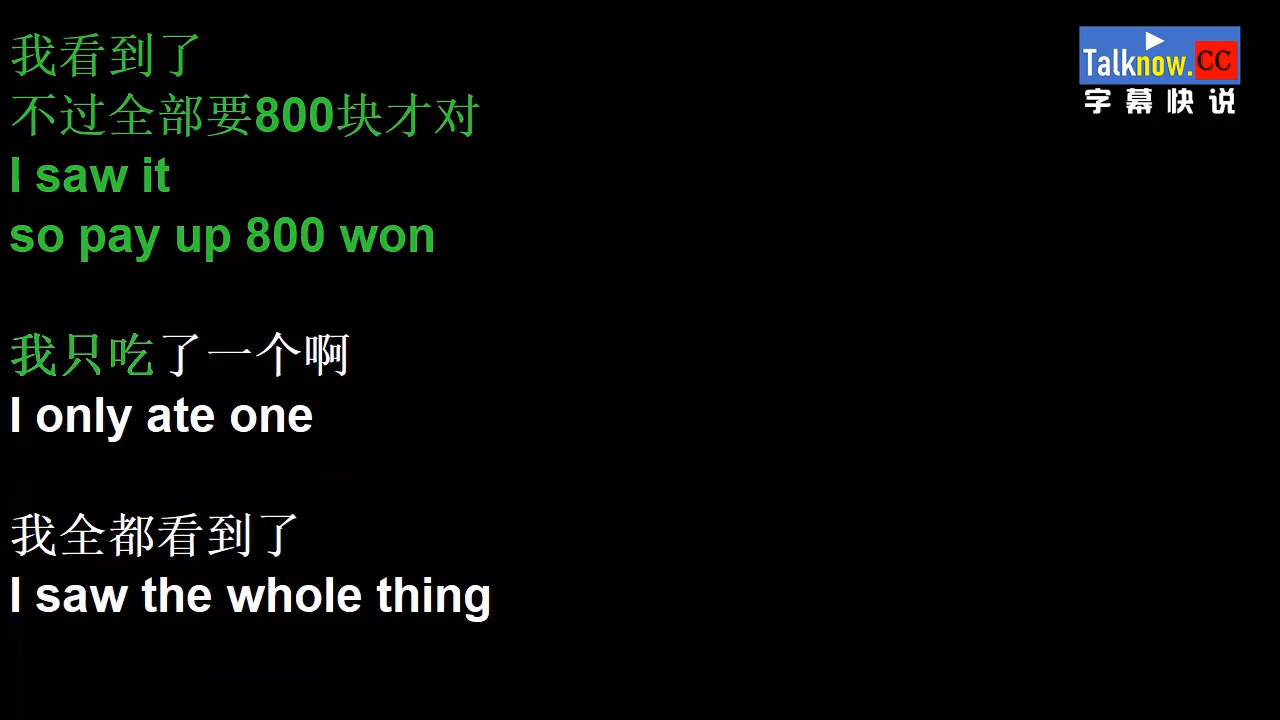 我看到了
不过全部要800块才对
I saw it
so pay up 800 won
我只吃了一个啊
I only ate one
我全都看到了
I saw the whole thing
Talknow.CC
字幕快说